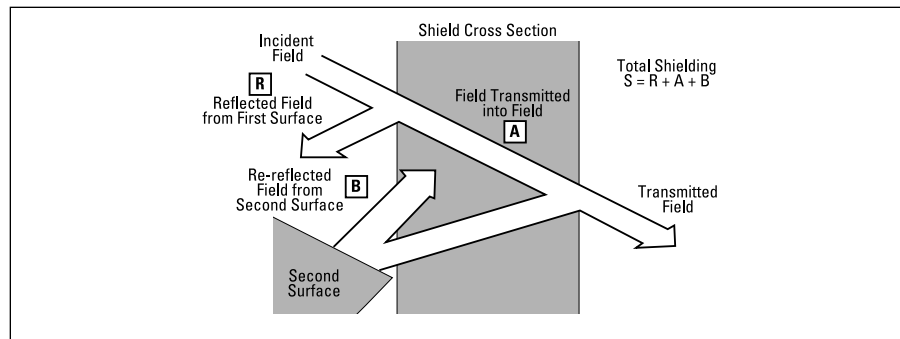 Shield Cross Section
Incident
Field
R
Reflected Field
from First Surface
Field Transmitted
into Field
A
Total Shielding
S = R + A + B
Re-reflected
Field from
Second Surface
B
Transmitted
Field
Second
Surface